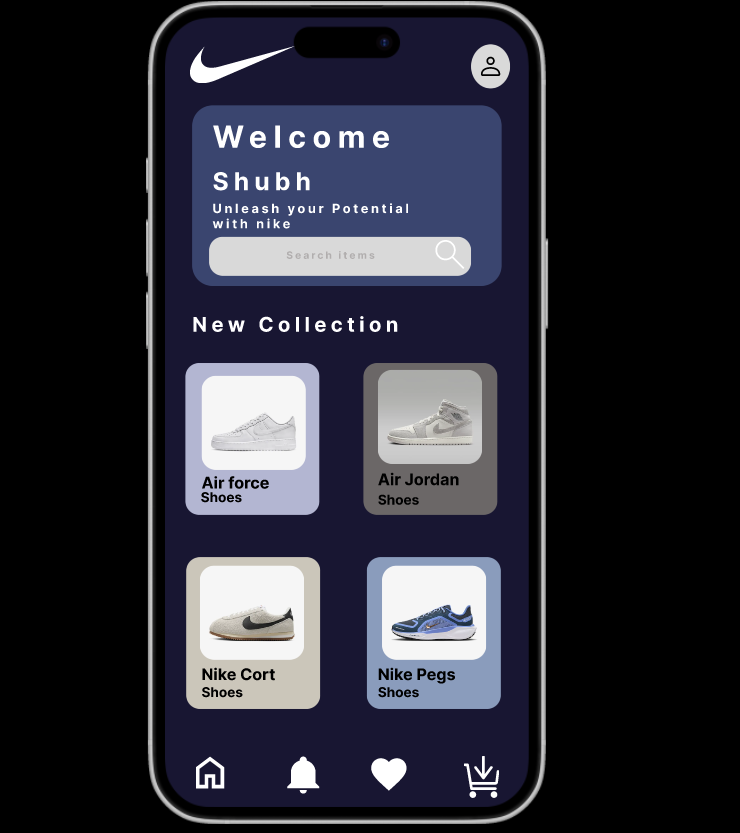 Welcome
Shubh
Unleash your Potential
with nike
Search items
New Collection
Air force
Shoes
Air Jordan
Shoes
Nike Cort
Shoes
Nike Pegs
Shoes